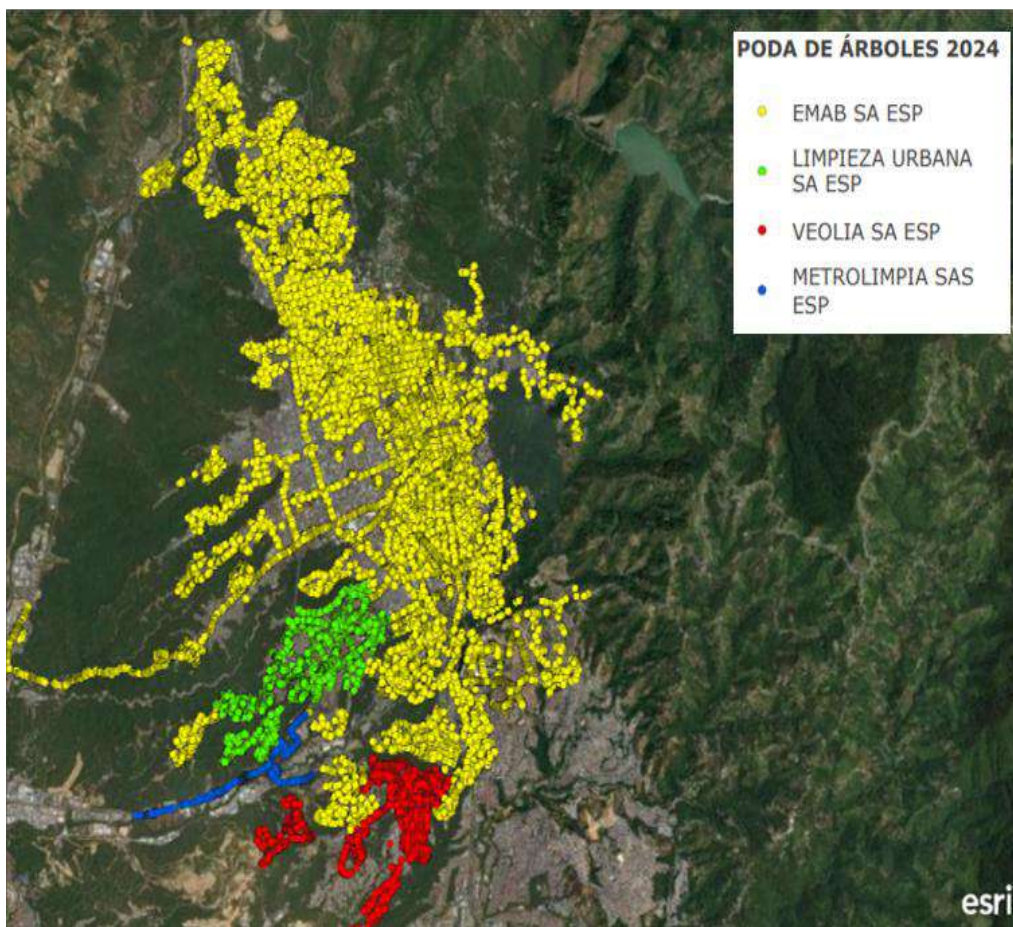 PODA DE ÁRBOLES 2024
EMAB SA ESP
LIMPIEZA URBANA
SA ESP
VEOLIA SA ESP
METROLIMPIA SAS
ESP
esri